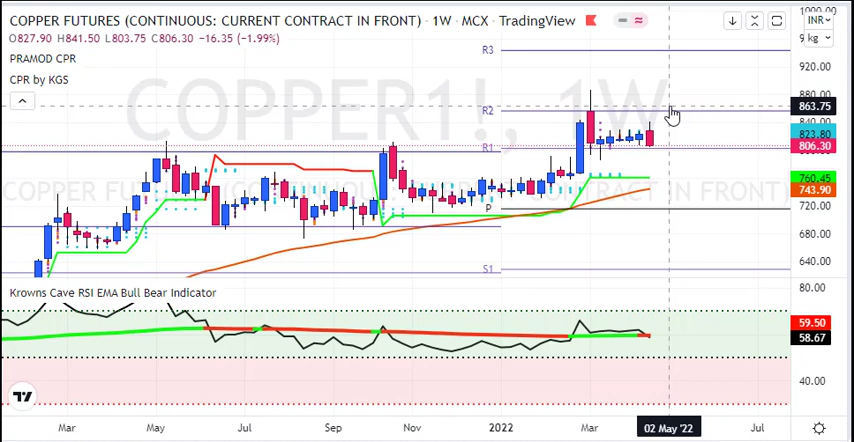 COPPER FUTURES (CONTINUOUS: CURRENT CONTRACT IN FRONT) · 1W · MCX · TradingView
O827.90 H841.50 L803.75 C806.30 -16.35 (-1.99%)
PRAMOD CPR
CPR by KGS
INR
kg
COPPER1!, 1W
COPPER FUTURES
CONTRACT IN FRONT)
R3
R2
R1
P
S1
1000.00
920.00
863.75
840.00
823.80
806.30
760.45
743.90
720.00
680.00
640.00
Krowns Cave RSI EMA Bull Bear Indicator
80.00
59.50
58.67
40.00
Mar May Jul Sep Nov 2022 Mar 02 May '22 Jul